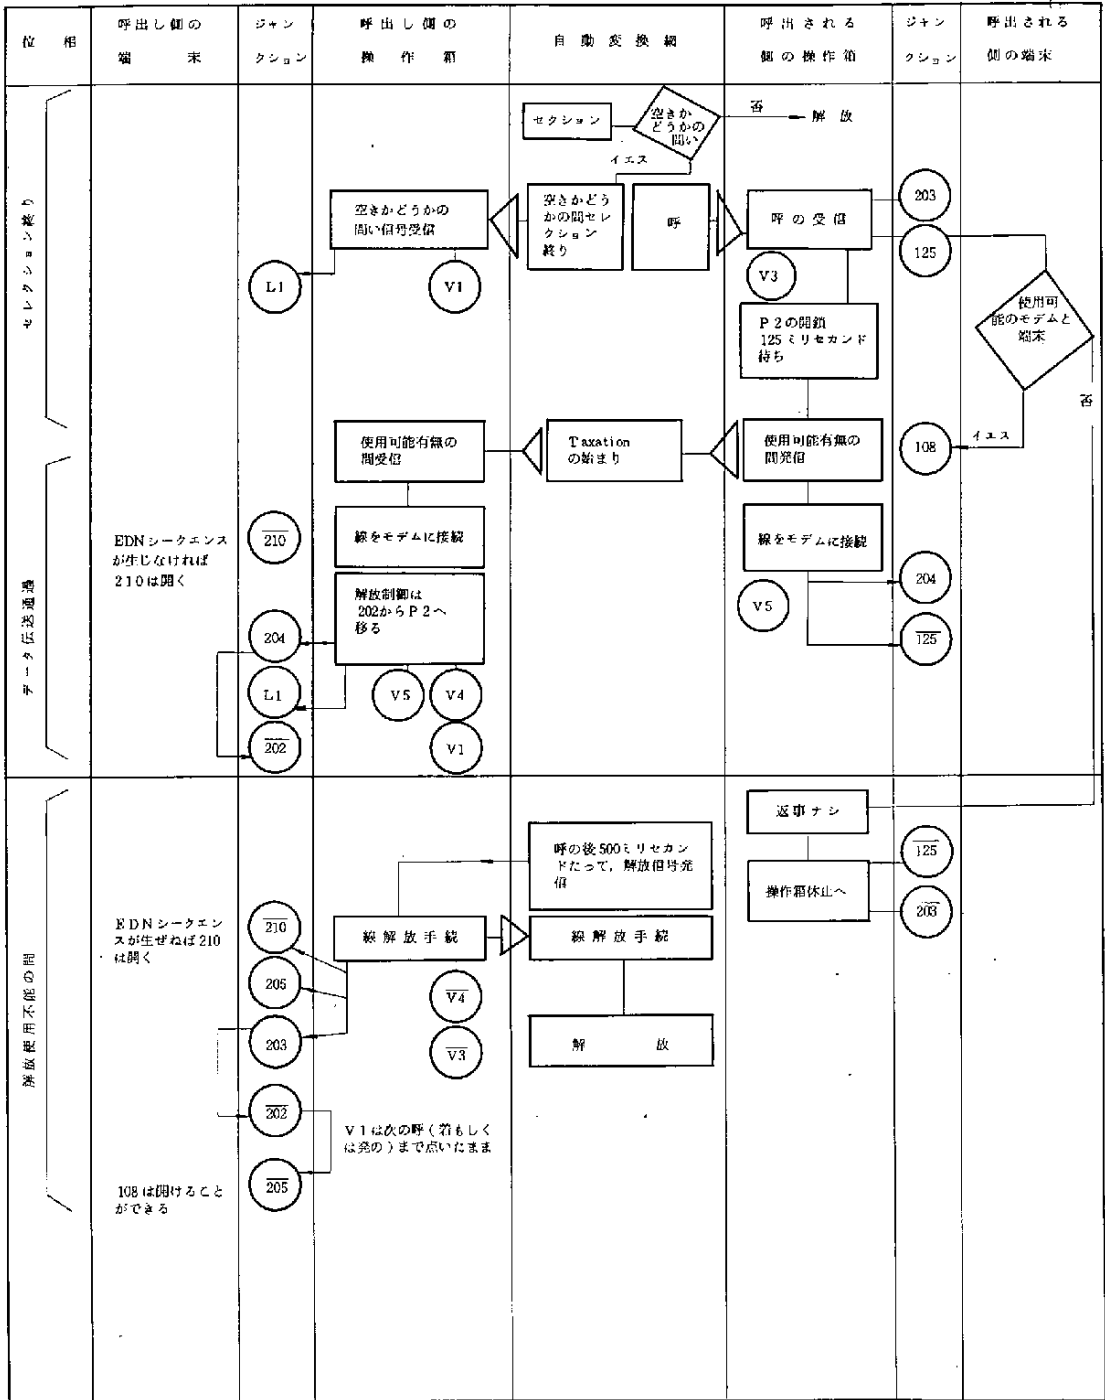 位相
呼出し側の
端末
ジャン
クション
呼出し側の
操作箱
自動変換網
呼出される
側の操作箱
ジャン
クション
呼出される
側の端末
セレクション終り
セクション
空きか
どうかの
問い
否
解放
イエス
空きかどうかの
問い信号受信
空きかどう
かの問セレ
クション
終り
呼
呼の受信
203
125
L1
V1
V3
P2の開鎖
125ミリセカンド
待ち
使用可
能のモデムと
端末
否
イエス
使用可能有無の
間受信
Taxation
の始まり
使用可能有無の
間発信
108
データ伝送通過
EDNシークエンス
が生じなければ
210は開く
210
線をモデムに接続
線をモデムに接続
解放制御は
202からP2へ
移る
204
V5
204
125
L1
V5
V4
202
V1
解放使用不能の間
返事ナシ
呼の後500ミリセカン
ドたって,解放信号発
信
125
操作箱休止へ
203
EDNシークエン
スが生ぜねば210
は開く
210
線解放手続
線解放手続
205
V4
203
V3
解放
202
V1は次の呼(着もしく
は発の)まで点いたまま
205
108は開けること
ができる